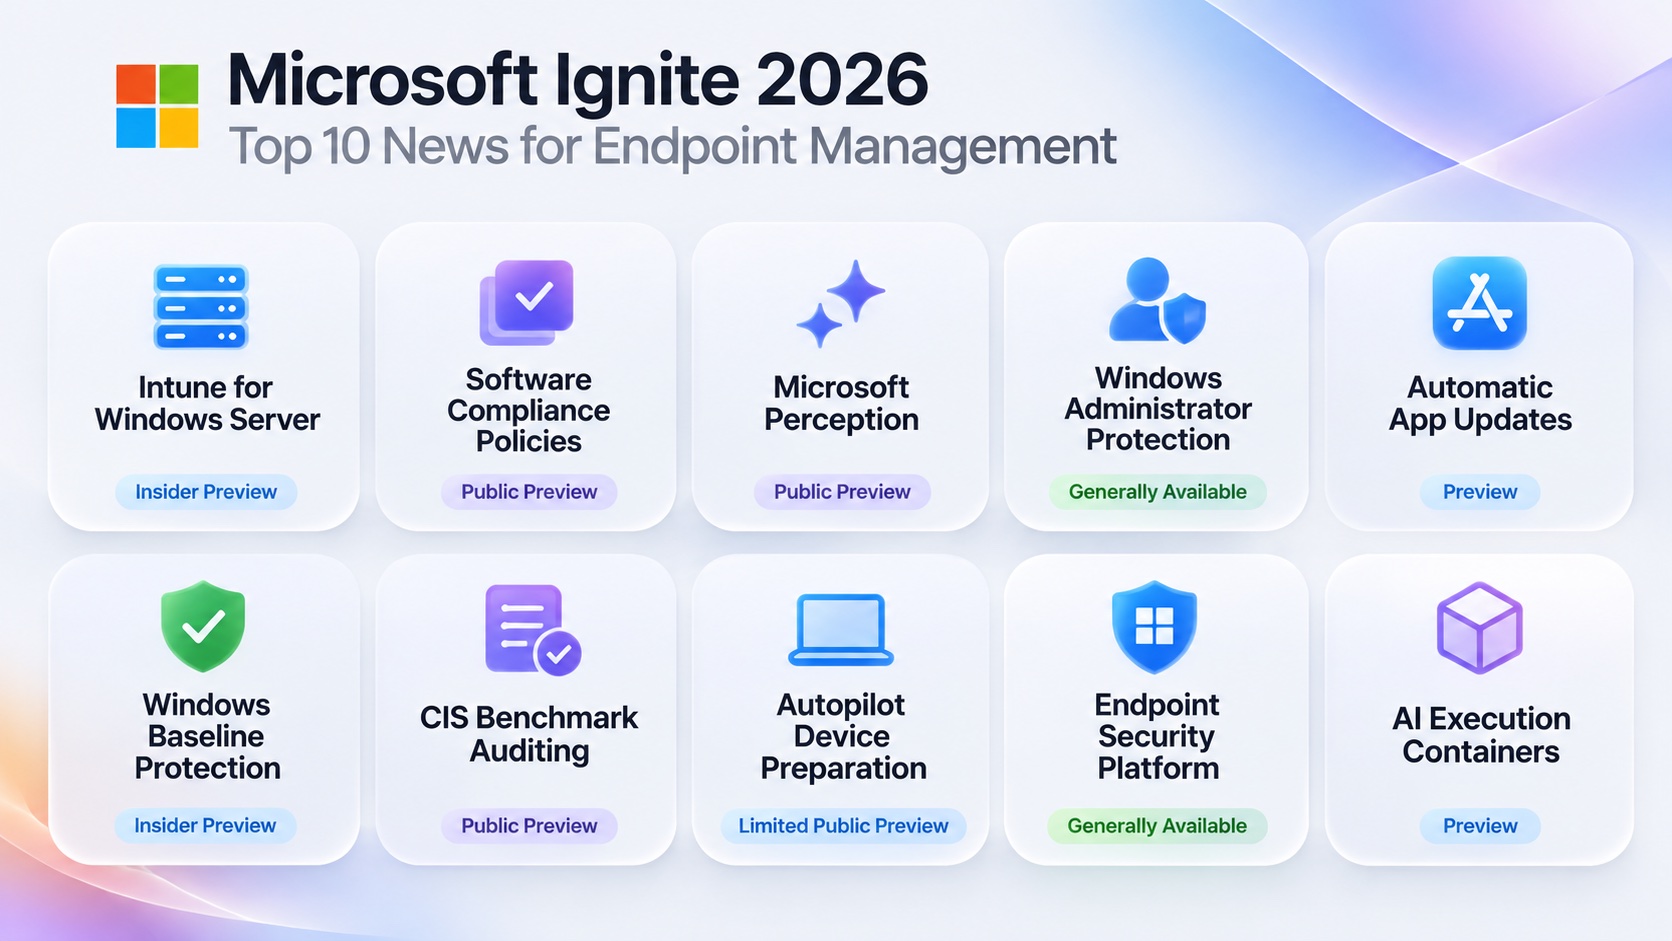 Microsoft Ignite 2026
Top 10 News for Endpoint Management
Intune for
Windows Server
Insider Preview
Software
Compliance
Policies
Public Preview
Microsoft
Perception
Public Preview
Windows
Administrator
Protection
Generally Available
Automatic
App Updates
Preview
Windows
Baseline
Protection
Insider Preview
CIS Benchmark
Auditing
Public Preview
Autopilot
Device
Preparation
Limited Public Preview
Endpoint
Security
Platform
Generally Available
AI Execution
Containers
Preview